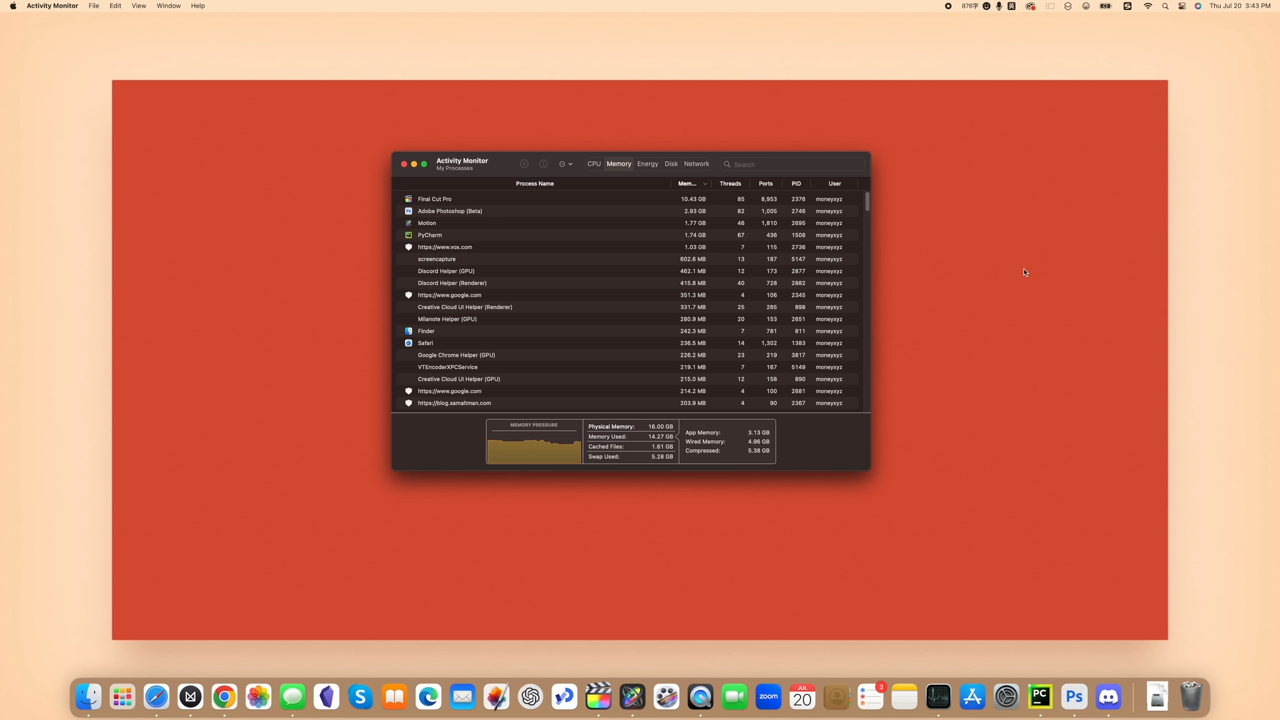 Activity Monitor File Edit View Window Help 876字 Thu Jul 20 3:43 PM
Activity Monitor
My Processes
CPU Memory Energy Disk Network Search
Process Name Mem... Threads Ports PID User
Final Cut Pro 10.43 GB 85 8,953 2376 moneyxyz
Adobe Photoshop (Beta) 2.93 GB 82 1,005 2746 moneyxyz
Motion 1.77 GB 46 1,810 2695 moneyxyz
PyCharm 1.74 GB 67 436 1508 moneyxyz
https://www.vox.com 1.03 GB 7 115 2736 moneyxyz
screencapture 602.6 MB 13 187 5147 moneyxyz
Discord Helper (GPU) 462.1 MB 12 173 2877 moneyxyz
Discord Helper (Renderer) 415.8 MB 40 728 2882 moneyxyz
https://www.google.com 351.3 MB 4 106 2345 moneyxyz
Creative Cloud UI Helper (Renderer) 331.7 MB 25 265 898 moneyxyz
Milanote Helper (GPU) 280.9 MB 20 153 2651 moneyxyz
Finder 242.3 MB 7 781 811 moneyxyz
Safari 236.5 MB 14 1,302 1383 moneyxyz
Google Chrome Helper (GPU) 226.2 MB 23 219 3817 moneyxyz
VTEncoderXPCService 219.1 MB 7 167 5149 moneyxyz
Creative Cloud UI Helper (GPU) 215.0 MB 12 158 890 moneyxyz
https://www.google.com 214.2 MB 4 100 2681 moneyxyz
https://blog.samaltman.com 203.9 MB 4 90 2367 moneyxyz
MEMORY PRESSURE
Physical Memory: 16.00 GB
Memory Used: 14.27 GB
Cached Files: 1.61 GB
Swap Used: 5.28 GB
App Memory: 3.13 GB
Wired Memory: 4.96 GB
Compressed: 5.38 GB
zoom JUL 20 3 PC Ps